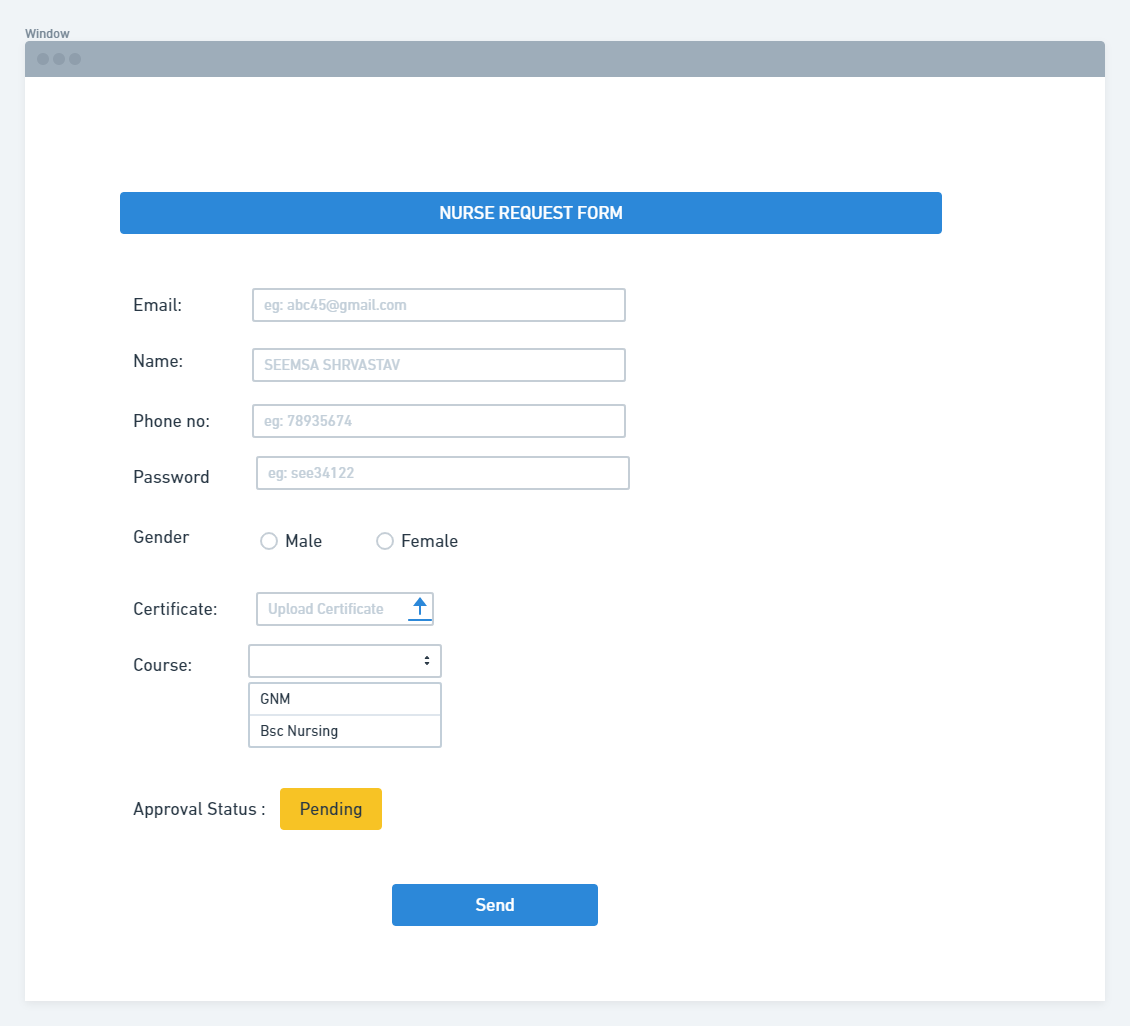 Window
NURSE REQUEST FORM
Email: eg: abc45@gmail.com
Name: SEEMSA SHRVASTAV
Phone no: eg: 78935674
Password eg: see34122
Gender Male Female
Certificate: Upload Certificate
Course:
GNM
Bsc Nursing
Approval Status : Pending
Send